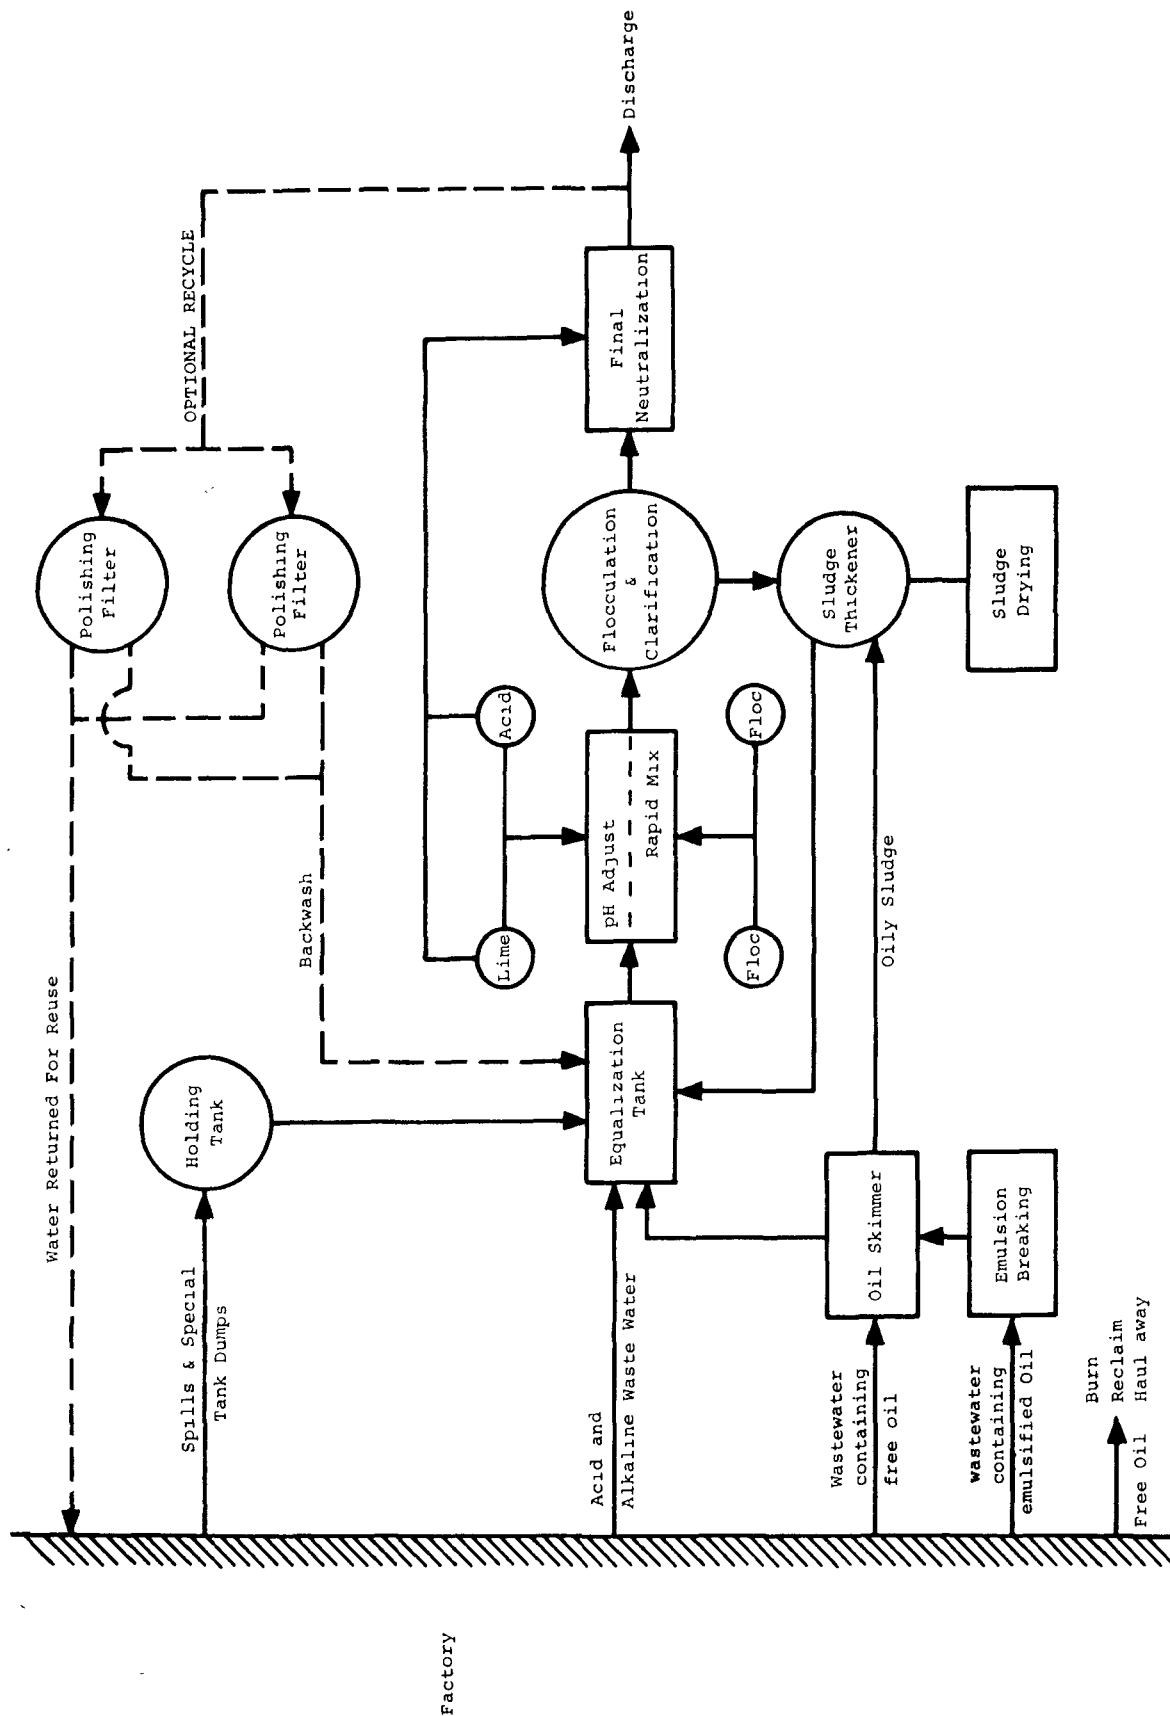 Factory
Water Returned For Reuse
Spills & Special
Tank Dumps
Holding
Tank
Backwash
Polishing
Filter
Polishing
Filter
OPTIONAL RECYCLE
Acid and
Alkaline Waste Water
Equalization
Tank
Lime
Acid
pH Adjust
Rapid Mix
Floc
Floc
Flocculation
&
Clarification
Final
Neutralization
Discharge
Wastewater
containing
free oil
Oil Skimmer
Oily Sludge
Sludge
Thickener
wastewater
containing
emulsified Oil
Emulsion
Breaking
Sludge
Drying
Burn
Reclaim
Free Oil Haul away